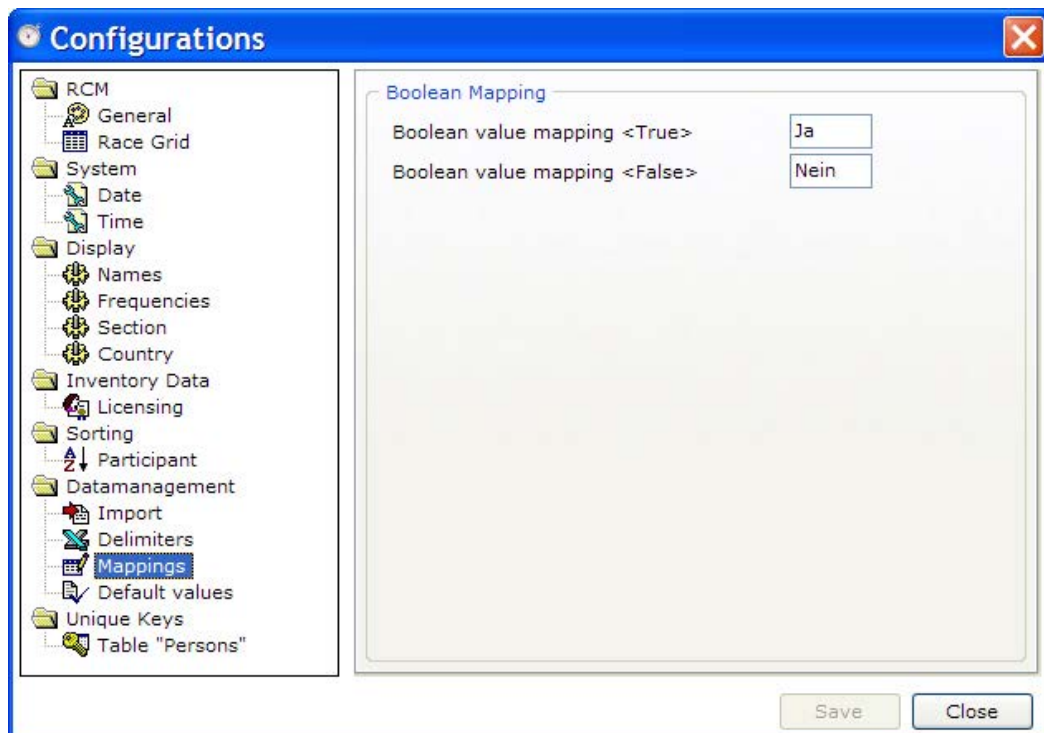 Configurations
RCM
General
Race Grid
System
Date
Time
Display
Names
Frequencies
Section
Country
Inventory Data
Licensing
Sorting
Participant
Datamanagement
Import
Delimiters
Mappings
Default values
Unique Keys
Table "Persons"
Boolean Mapping
Boolean value mapping <True> Ja
Boolean value mapping <False> Nein
Save Close